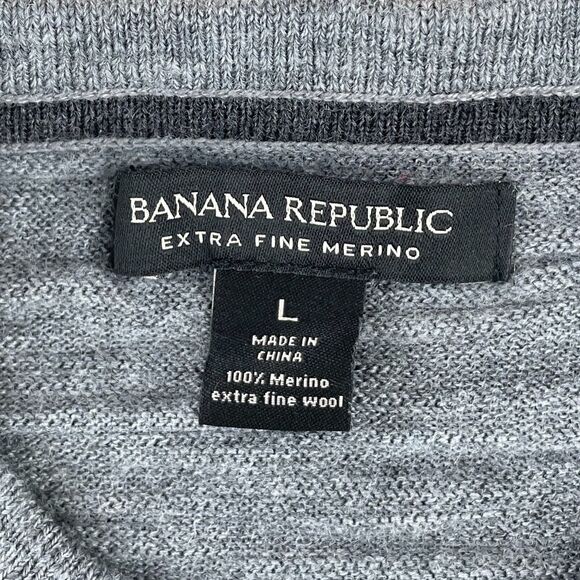 BANANA REPUBLIC
EXTRA FINE MERINO
L
MADE IN
CHINA
100% Merino
extra fine wool